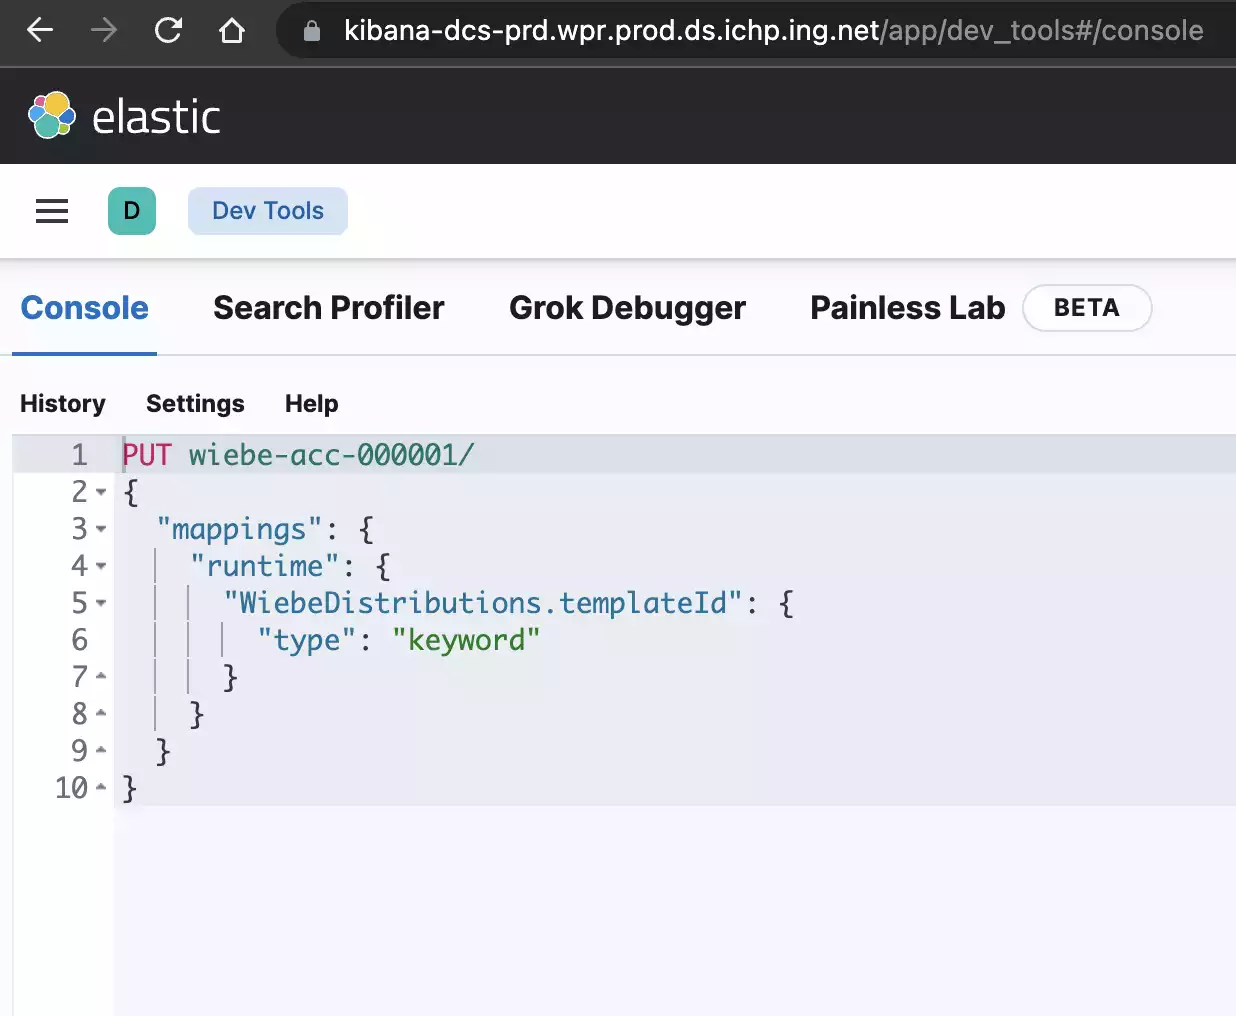 kibana-dcs-prd.wpr.prod.ds.ichp.ing.net/app/dev_tools#/console
elastic
D Dev Tools
Console Search Profiler Grok Debugger Painless Lab BETA
History Settings Help
1 PUT wiebe-acc-000001/
2 {
3 "mappings": {
4 "runtime": {
5 "WiebeDistributions.templateId": {
6 "type": "keyword"
7 }
8 }
9 }
10 }